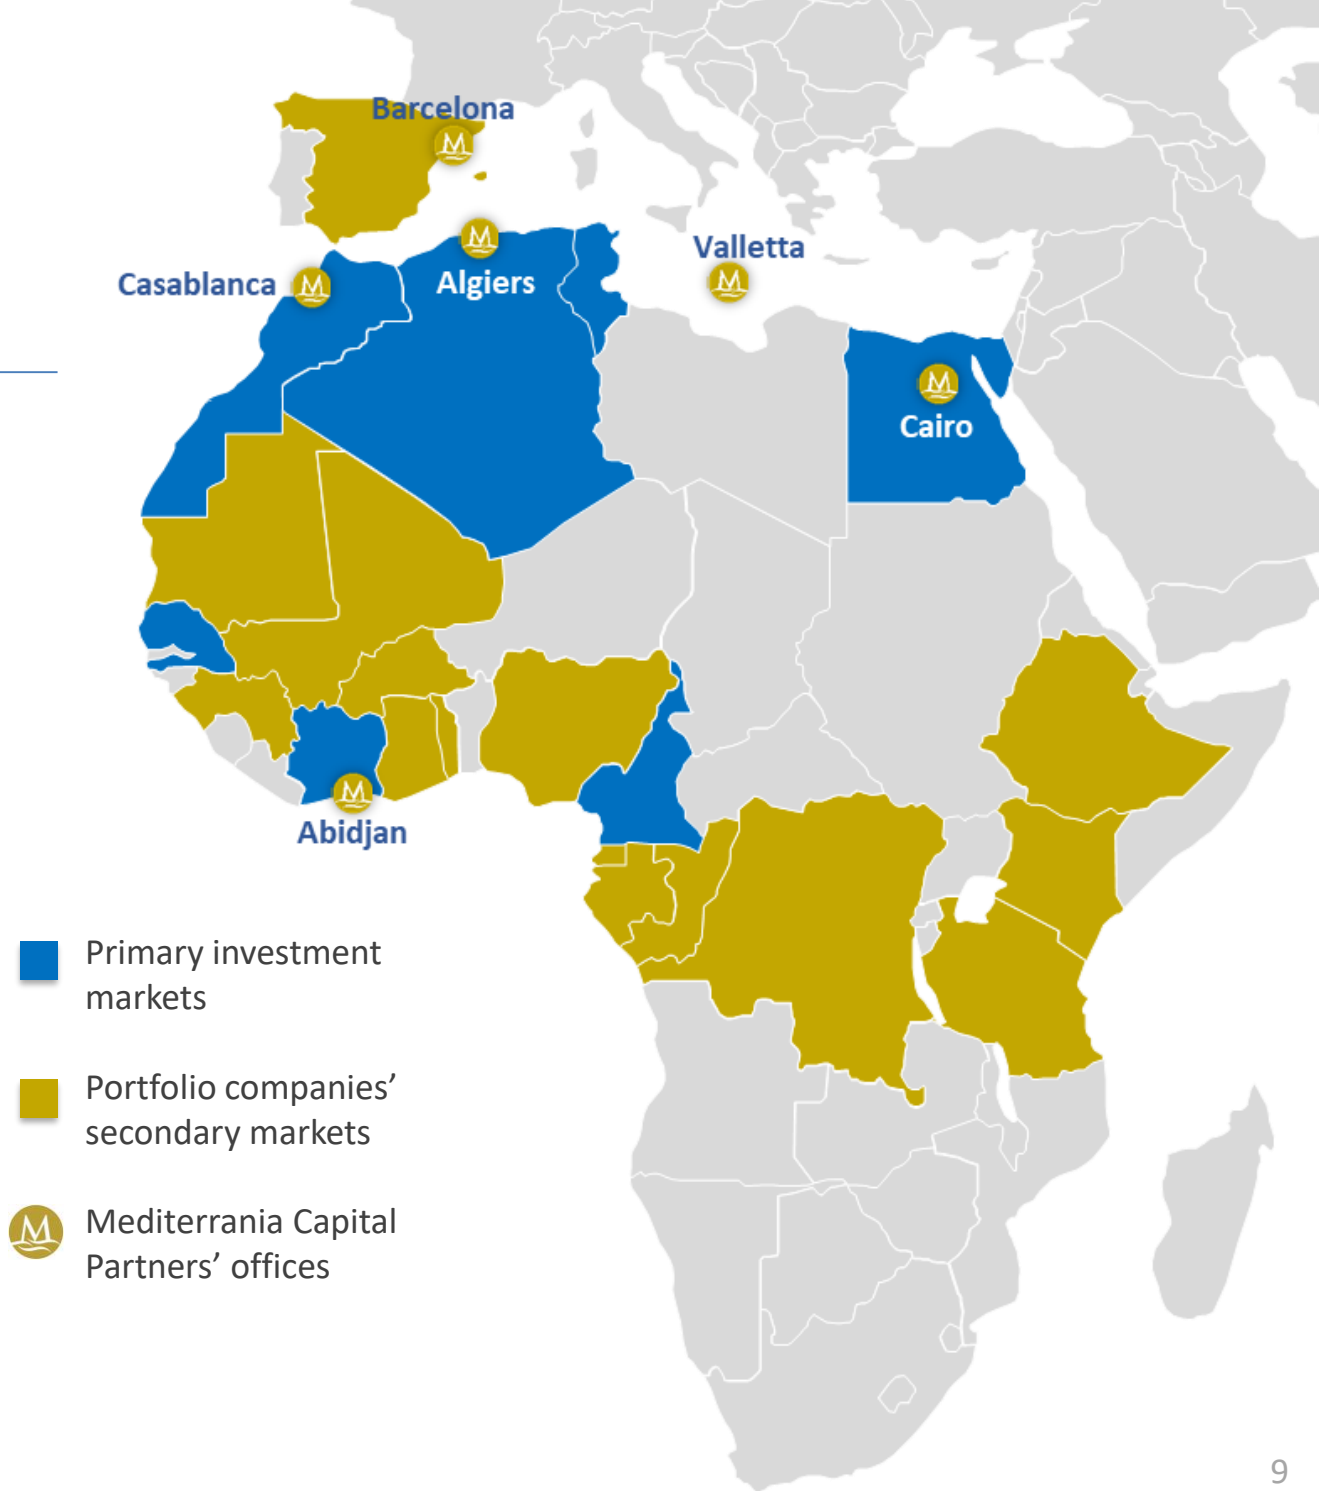 Barcelona
Valletta
Casablanca
Algiers
Cairo
Abidjan
Primary investment
markets
Portfolio companies’
secondary markets
Mediterrania Capital
Partners’ offices
9